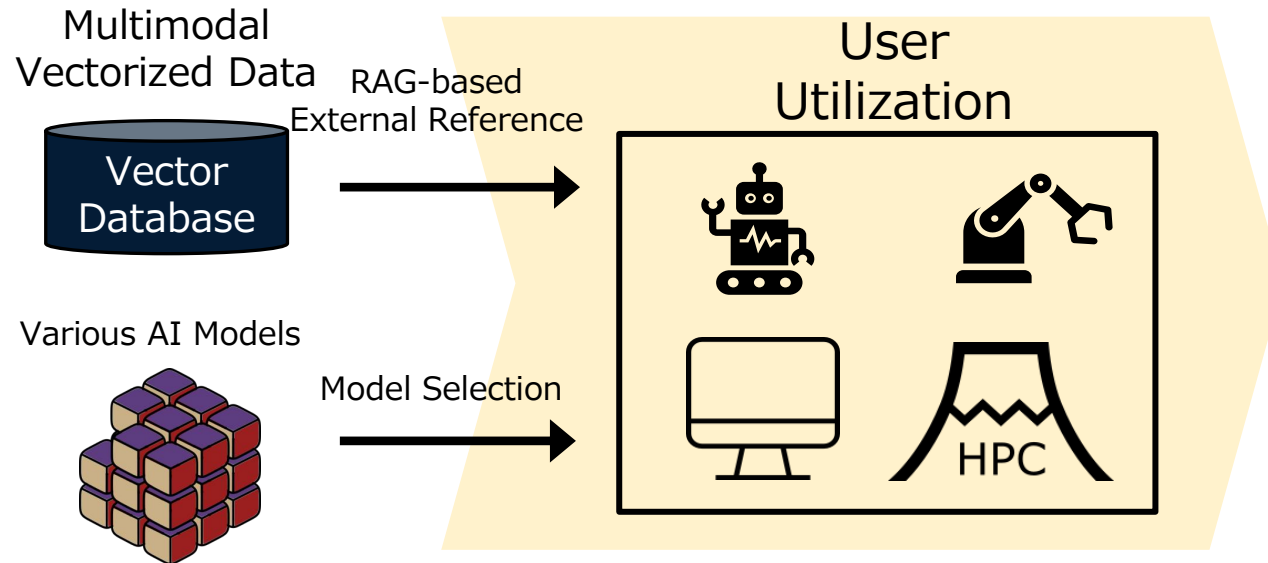 Multimodal
Vectorized Data
Vector
Database
RAG-based
External Reference
User
Utilization
Various AI Models
Model Selection
HPC